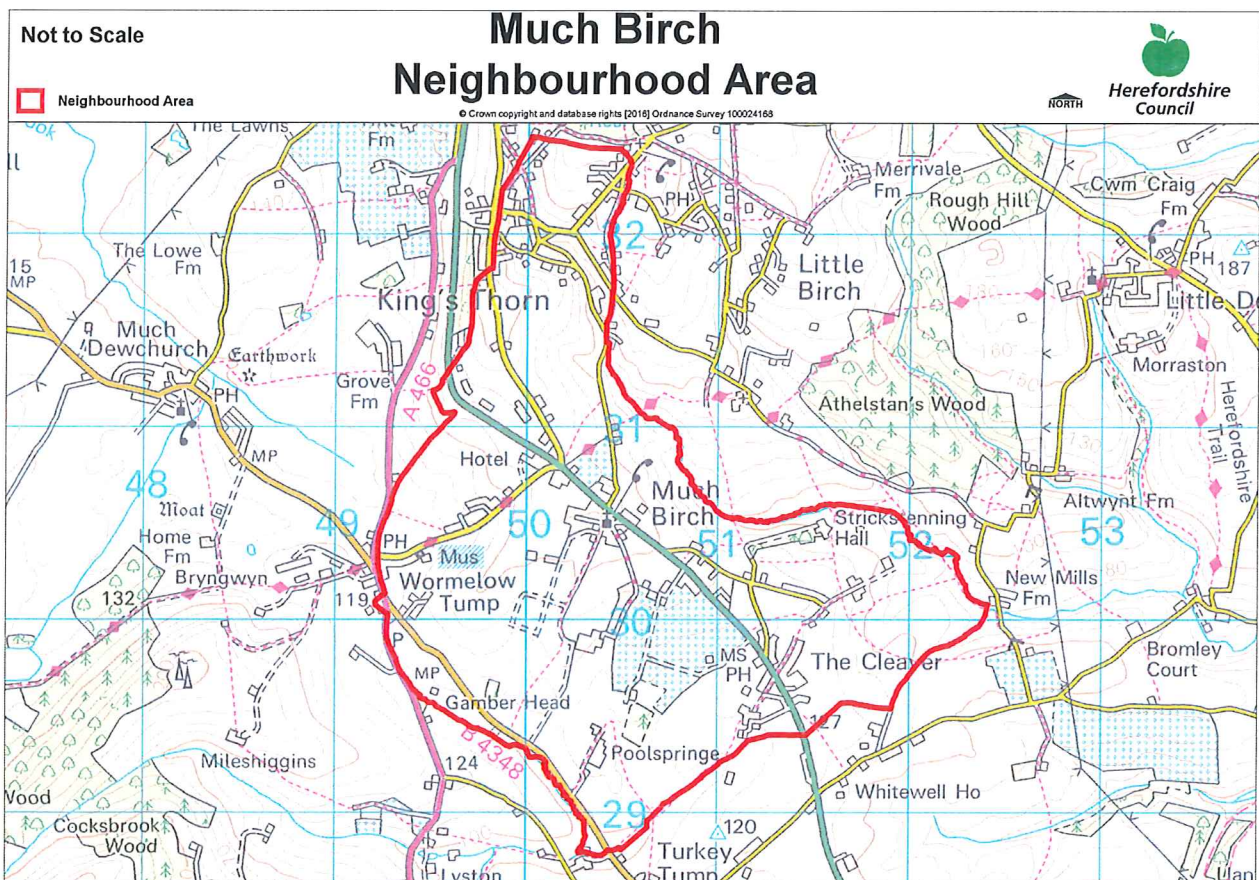 Not to Scale
Much Birch
Neighbourhood Area
Neighbourhood Area
© Crown copyright and database rights [2016] Ordnance Survey 100024168
NORTH
Herefordshire
Council
The Lawns
Fm
Merrivale
Fm
Cwm Craig
Fm
Rough Hill
Wood
PH
32
The Lowe
Fm
15
MP
PH
187
Little
Birch
King's Thorn
Little D
Much
Dewchurch
Earthwork
Grove
Fm
A 466
Morraston
PH
Athelstan's Wood
Herefordshire
Trail
31
MP
Hotel
48
Much
Birch
Altwynt Fm
Moat
49
50
51
Strickstenning
Hall
52
53
Home
Fm
PH
Mus
Bryngwyn
Wormelow
Tump
New Mills
Fm
132
119
30
P
MS
PH
The Cleaver
Bromley
Court
MP
Gamber Head
B 4348
Poolspringe
Mileshiggins
124
Whitewell Ho
Wood
29
Cocksbrook
Wood
120
Turkey
Tump
Lyston
Llan